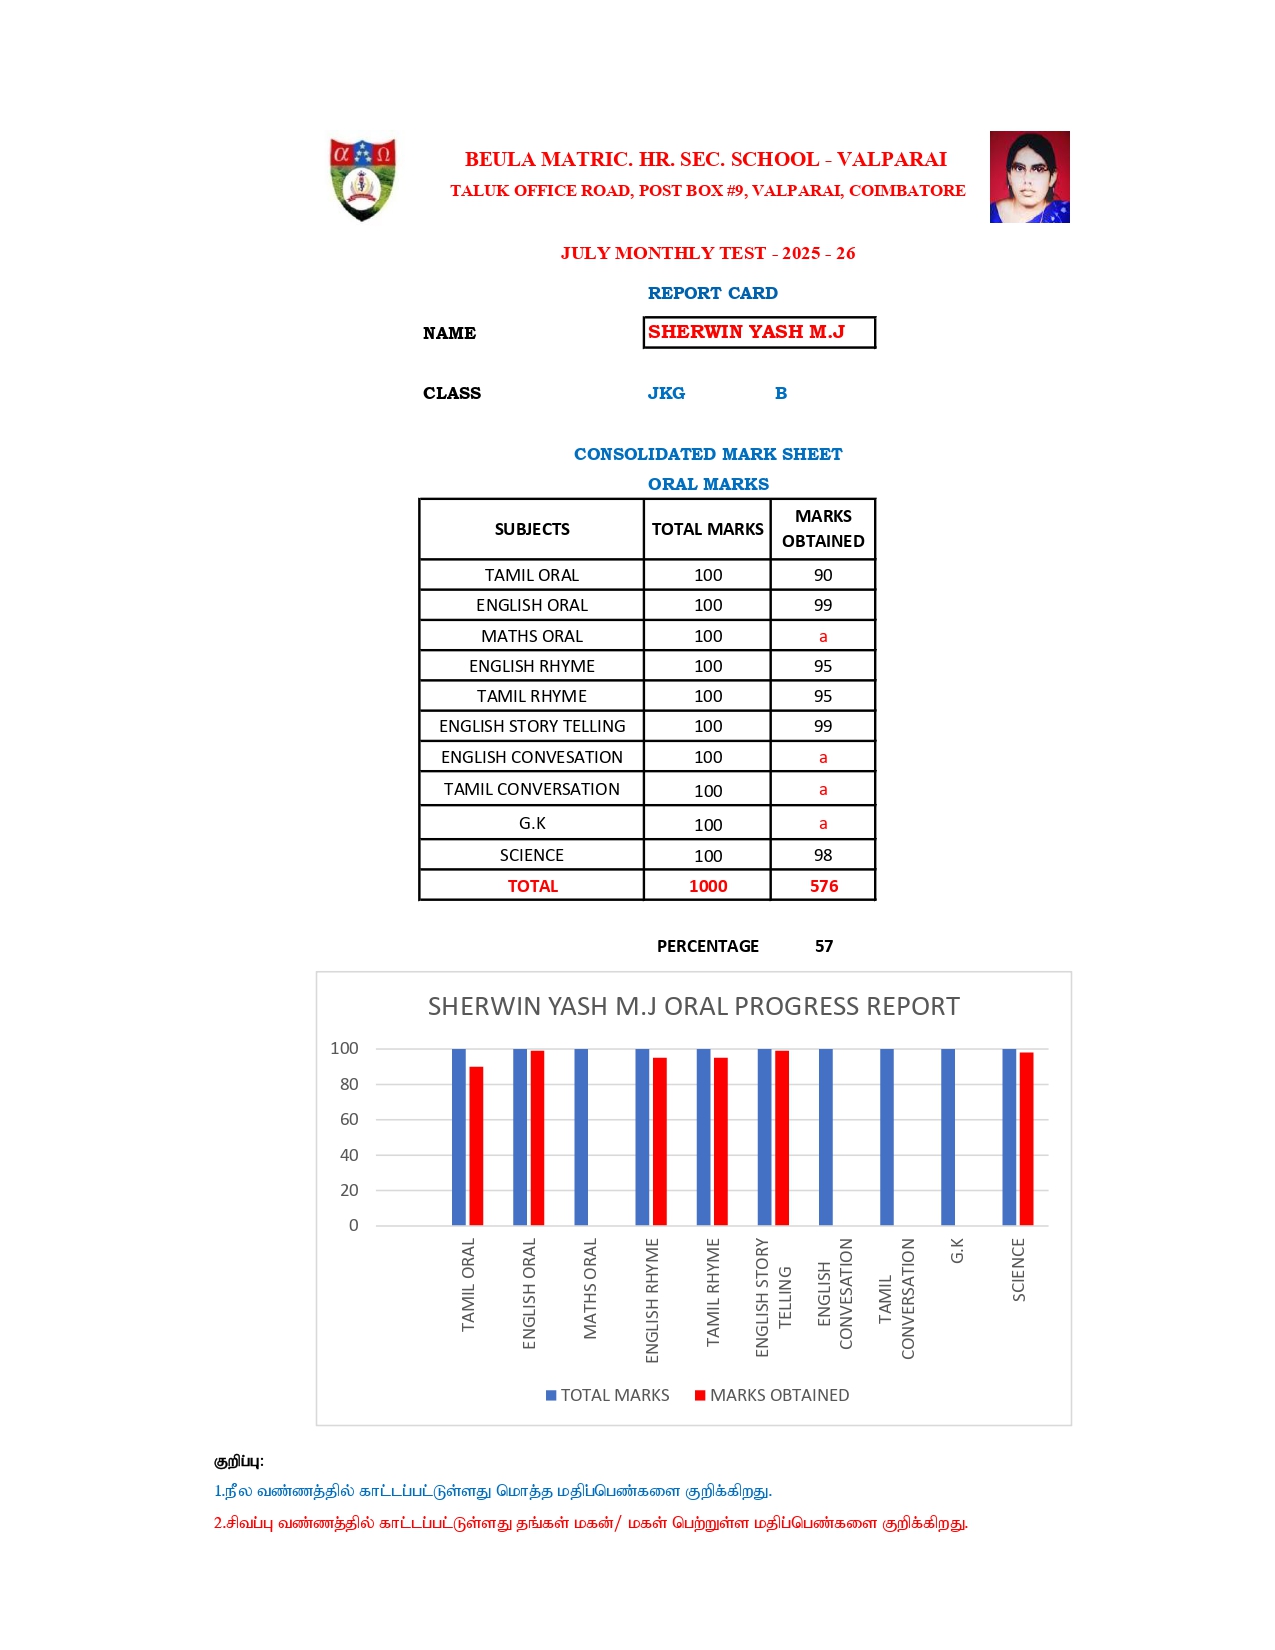 α Ω
BEULA MATRIC. HR. SEC. SCHOOL - VALPARAI
TALUK OFFICE ROAD, POST BOX #9, VALPARAI, COIMBATORE
JULY MONTHLY TEST - 2025 - 26
REPORT CARD
NAME SHERWIN YASH M.J
CLASS JKG B
CONSOLIDATED MARK SHEET
ORAL MARKS
SUBJECTS TOTAL MARKS MARKS OBTAINED
TAMIL ORAL 100 90
ENGLISH ORAL 100 99
MATHS ORAL 100 a
ENGLISH RHYME 100 95
TAMIL RHYME 100 95
ENGLISH STORY TELLING 100 99
ENGLISH CONVESATION 100 a
TAMIL CONVERSATION 100 a
G.K 100 a
SCIENCE 100 98
TOTAL 1000 576
PERCENTAGE 57
SHERWIN YASH M.J ORAL PROGRESS REPORT
100
80
60
40
20
0
TAMIL ORAL
ENGLISH ORAL
MATHS ORAL
ENGLISH RHYME
TAMIL RHYME
ENGLISH STORY TELLING
ENGLISH CONVESATION
TAMIL CONVERSATION
G.K
SCIENCE
TOTAL MARKS MARKS OBTAINED
குறிப்பு:
1.நீல வண்ணத்தில் காட்டப்பட்டுள்ளது மொத்த மதிப்பெண்களை குறிக்கிறது.
2.சிவப்பு வண்ணத்தில் காட்டப்பட்டுள்ளது தங்கள் மகன்/ மகள் பெற்றுள்ள மதிப்பெண்களை குறிக்கிறது.